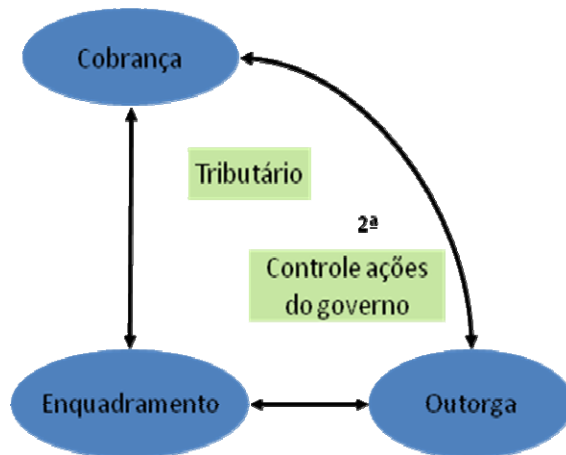 Cobrança
Tributário
2ª
Controle ações
do governo
Enquadramento
Outorga